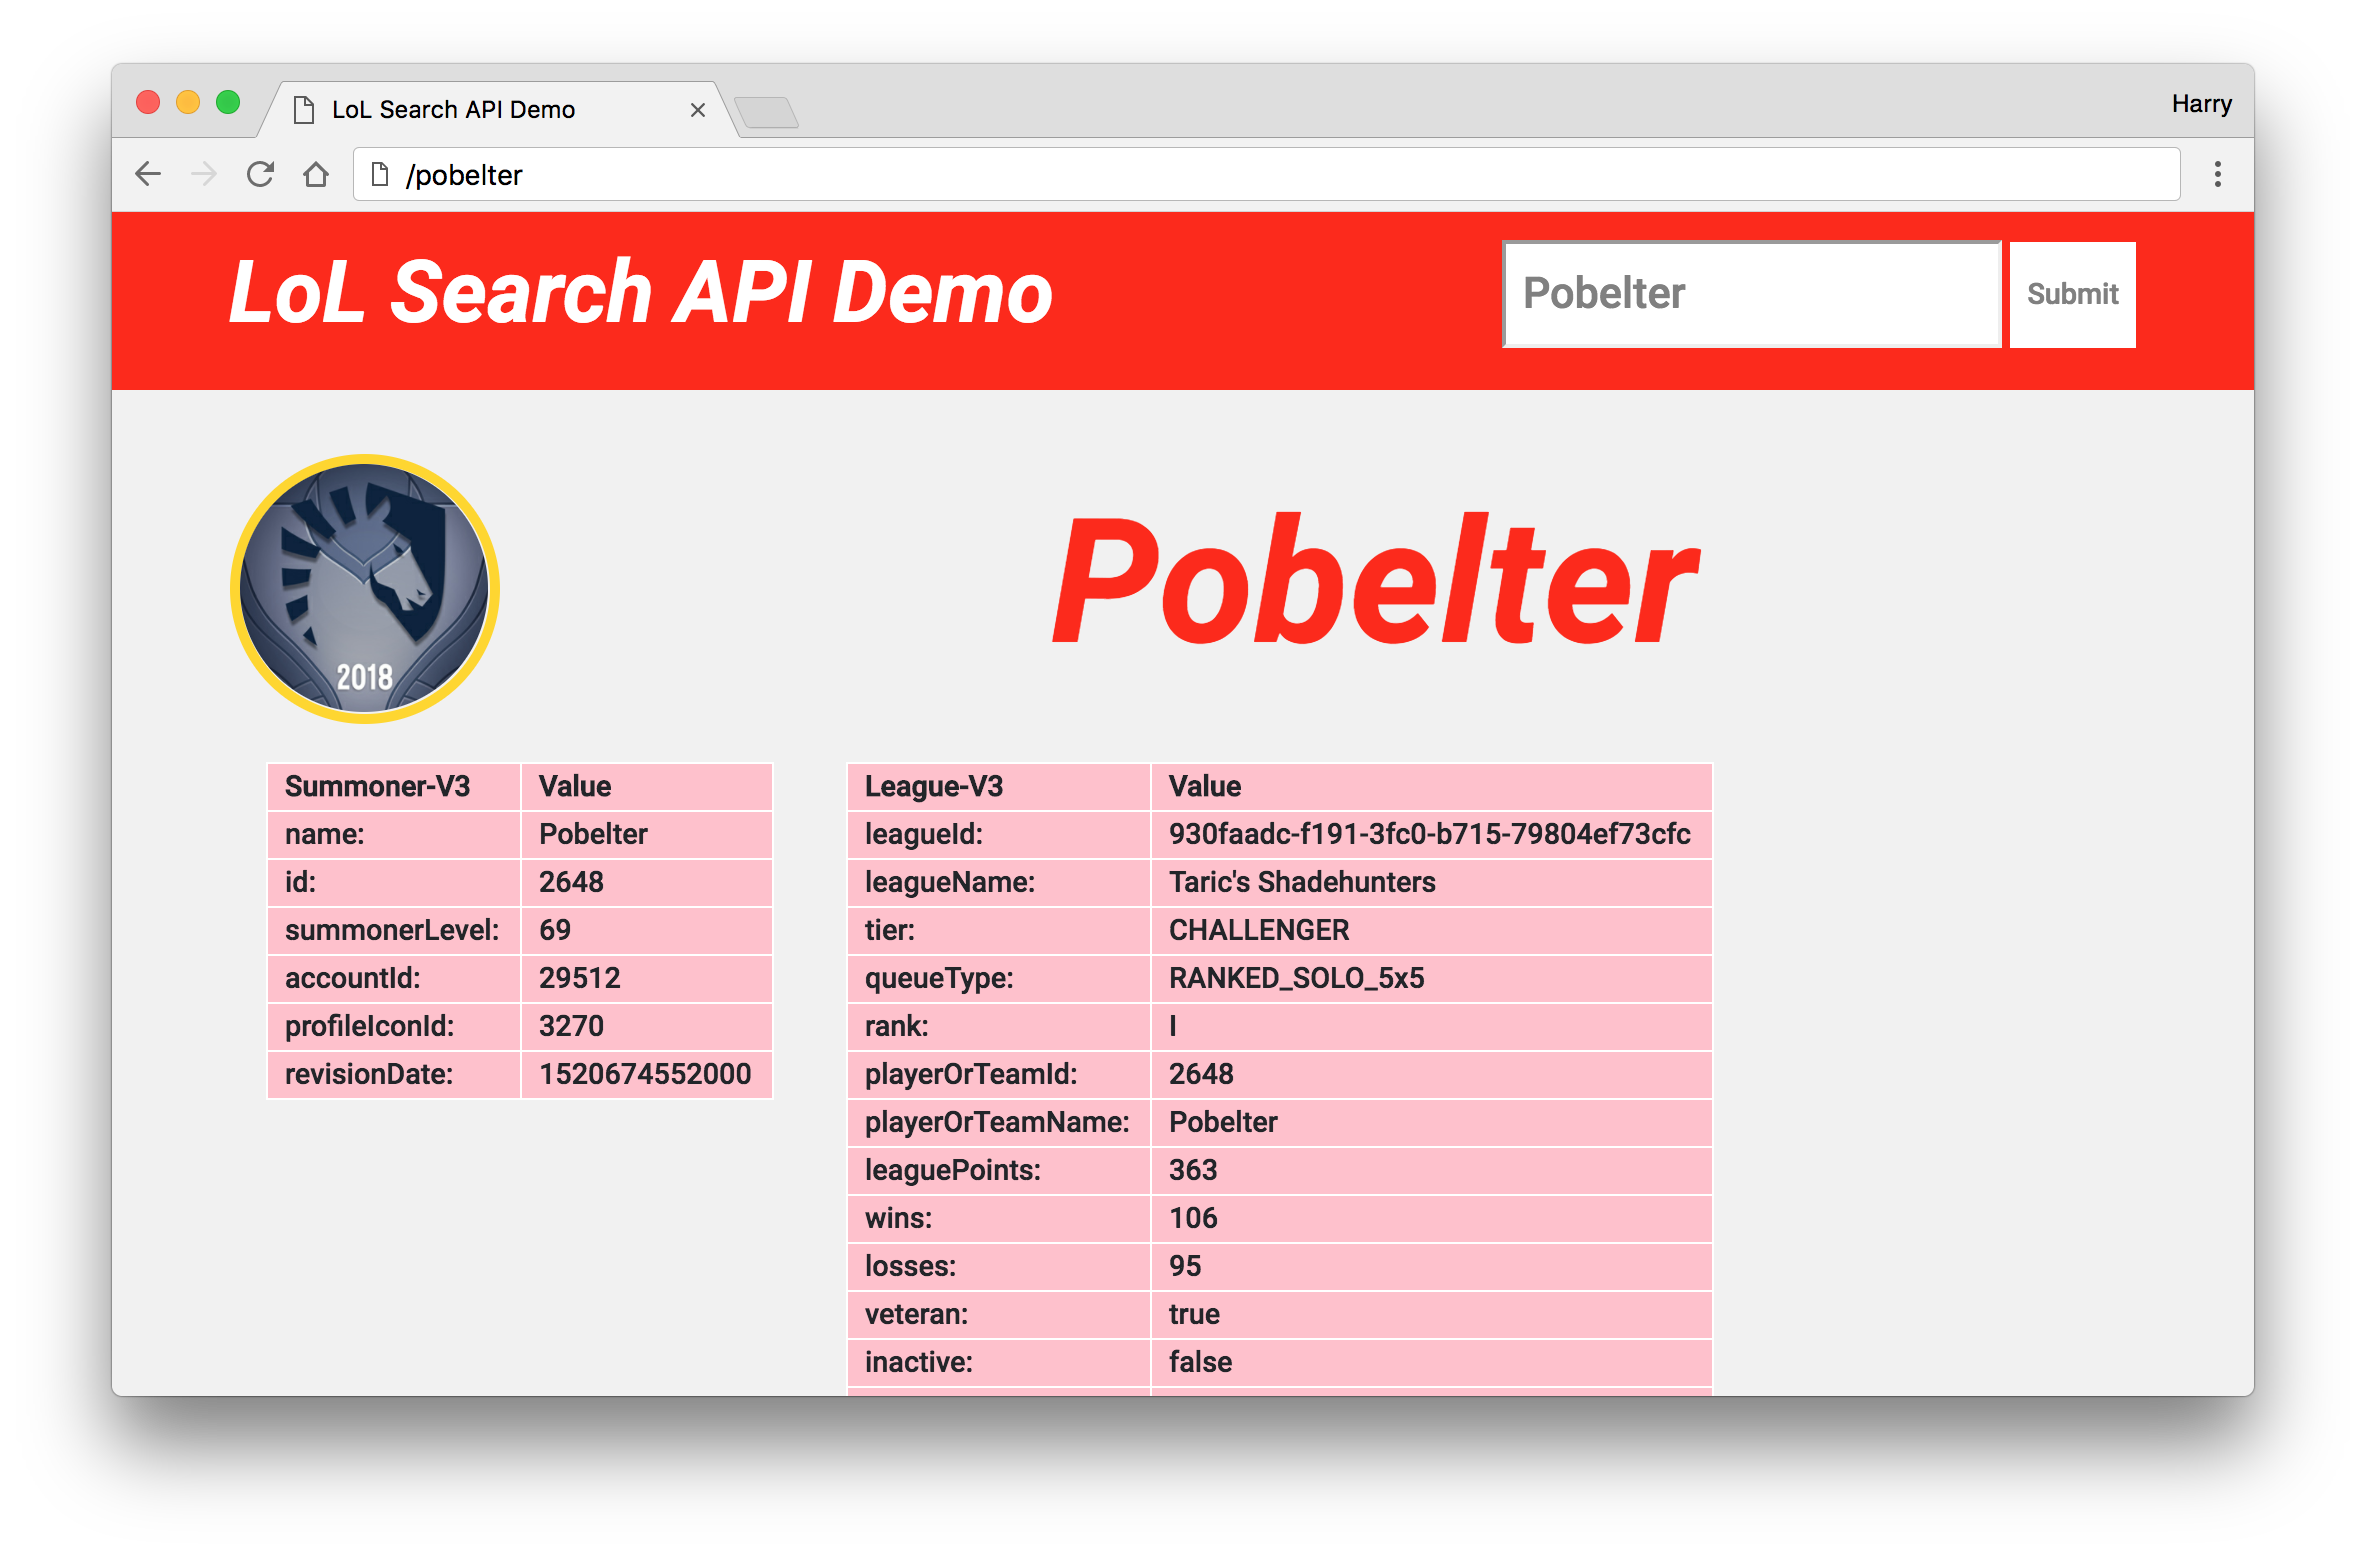 LoL Search API Demo
Harry
/pobelter
LoL Search API Demo
Pobelter
Submit
2018
Pobelter
Summoner-V3 Value
name: Pobelter
id: 2648
summonerLevel: 69
accountId: 29512
profileIconId: 3270
revisionDate: 1520674552000
League-V3 Value
leagueId: 930faadc-f191-3fc0-b715-79804ef73cfc
leagueName: Taric's Shadehunters
tier: CHALLENGER
queueType: RANKED_SOLO_5x5
rank: I
playerOrTeamId: 2648
playerOrTeamName: Pobelter
leaguePoints: 363
wins: 106
losses: 95
veteran: true
inactive: false